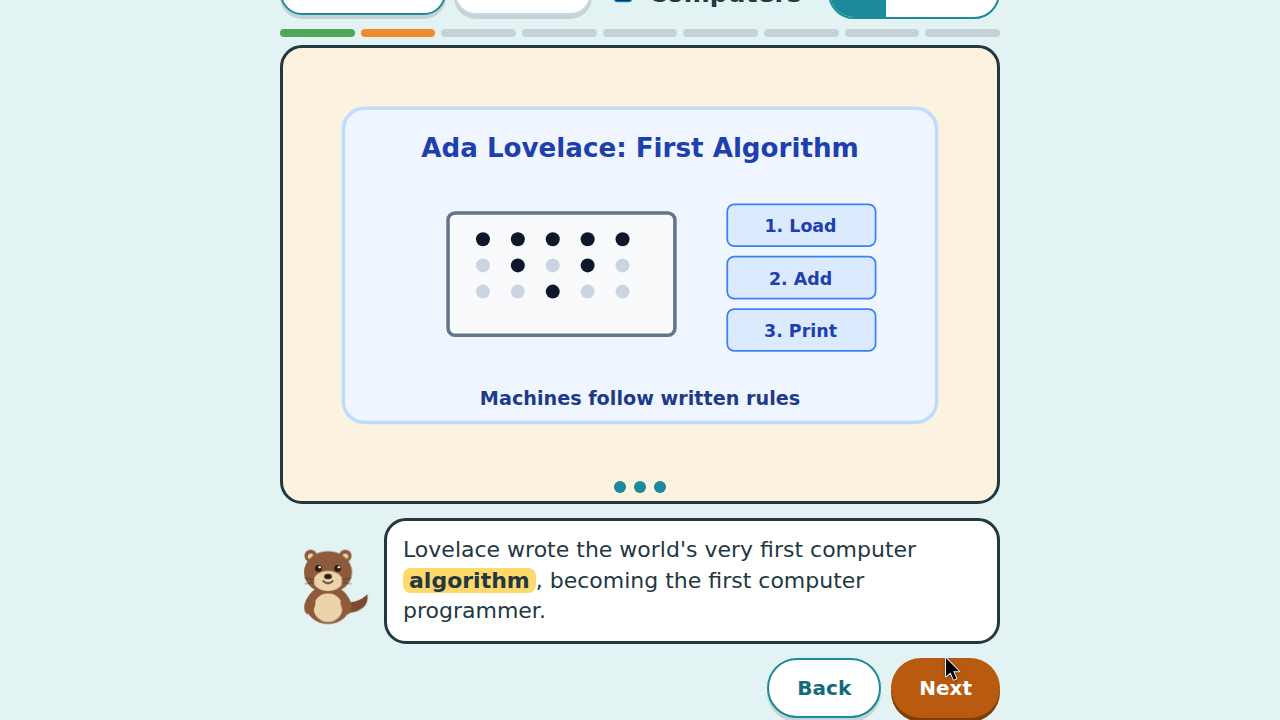 Computers
Ada Lovelace: First Algorithm
1. Load
2. Add
3. Print
Machines follow written rules
Lovelace wrote the world's very first computer
algorithm, becoming the first computer
programmer.
Back
Next